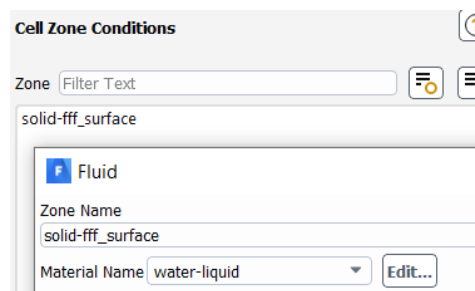 Cell Zone Conditions
Zone Filter Text
solid-fff_surface
F Fluid
Zone Name
solid-fff_surface
Material Name water-liquid Edit...